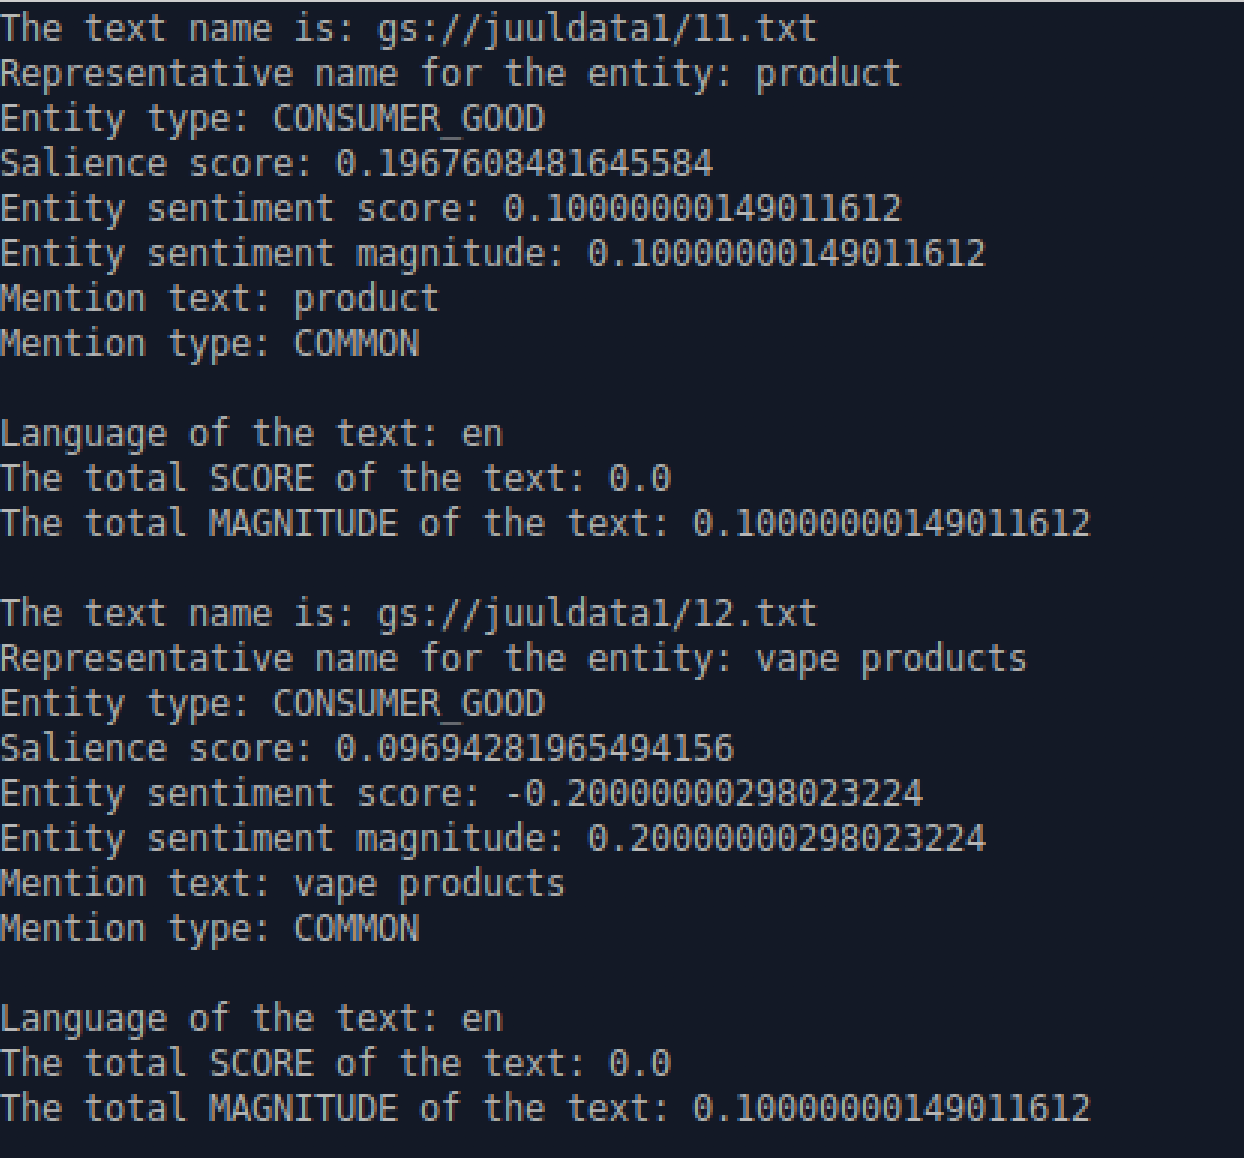 The text name is: gs://juuldata1/11.txt
Representative name for the entity: product
Entity type: CONSUMER_GOOD
Salience score: 0.1967608481645584
Entity sentiment score: 0.10000000149011612
Entity sentiment magnitude: 0.10000000149011612
Mention text: product
Mention type: COMMON
Language of the text: en
The total SCORE of the text: 0.0
The total MAGNITUDE of the text: 0.10000000149011612
The text name is: gs://juuldata1/12.txt
Representative name for the entity: vape products
Entity type: CONSUMER_GOOD
Salience score: 0.09694281965494156
Entity sentiment score: -0.20000000298023224
Entity sentiment magnitude: 0.20000000298023224
Mention text: vape products
Mention type: COMMON
Language of the text: en
The total SCORE of the text: 0.0
The total MAGNITUDE of the text: 0.10000000149011612